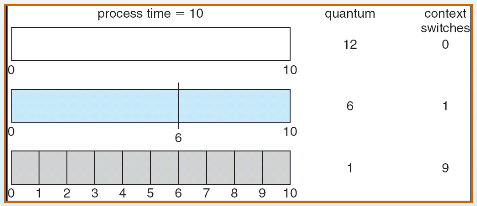 process time = 10 quantum context
switches
12 0
0 10
6 1
0 6 10
1 9
0 1 2 3 4 5 6 7 8 9 10